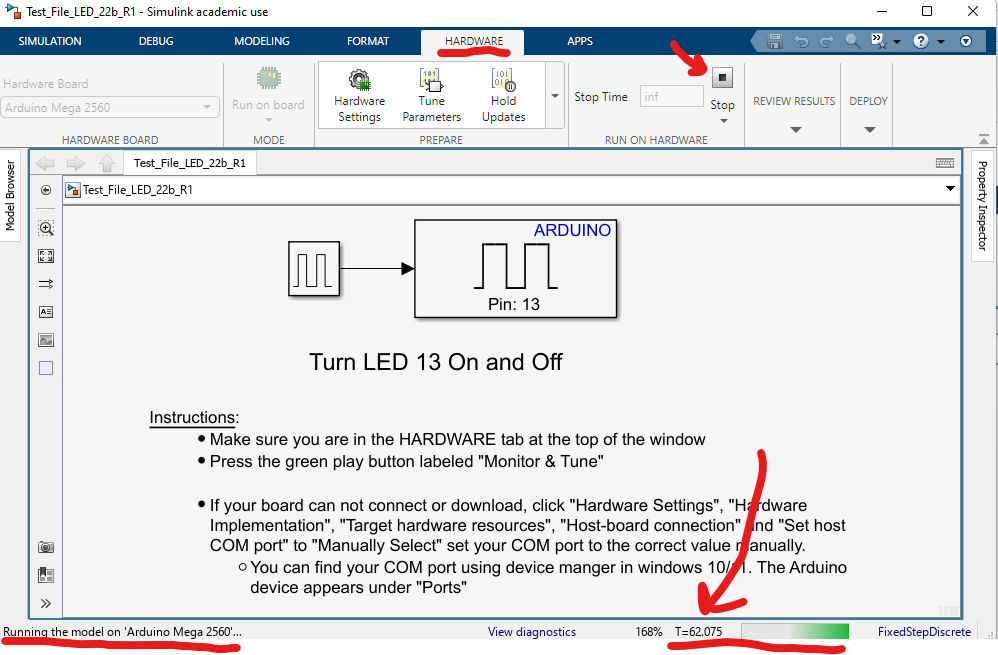 Test_File_LED_22b_R1 - Simulink academic use
SIMULATION DEBUG MODELING FORMAT HARDWARE APPS
Hardware Board
Arduino Mega 2560
HARDWARE BOARD
Run on board
MODE
Hardware
Settings
Tune
Parameters
Hold
Updates
PREPARE
Stop Time inf
Stop
RUN ON HARDWARE
REVIEW RESULTS
DEPLOY
Model Browser
Test_File_LED_22b_R1
Test_File_LED_22b_R1
Property Inspector
ARDUINO
Pin: 13
Turn LED 13 On and Off
Instructions:
● Make sure you are in the HARDWARE tab at the top of the window
● Press the green play button labeled "Monitor & Tune"
● If your board can not connect or download, click "Hardware Settings", "Hardware
Implementation", "Target hardware resources", "Host-board connection" and "Set host
COM port" to "Manually Select" set your COM port to the correct value manually.
○ You can find your COM port using device manger in windows 10/11. The Arduino
device appears under "Ports"
Running the model on 'Arduino Mega 2560'... View diagnostics 168% T=62.075 FixedStepDiscrete